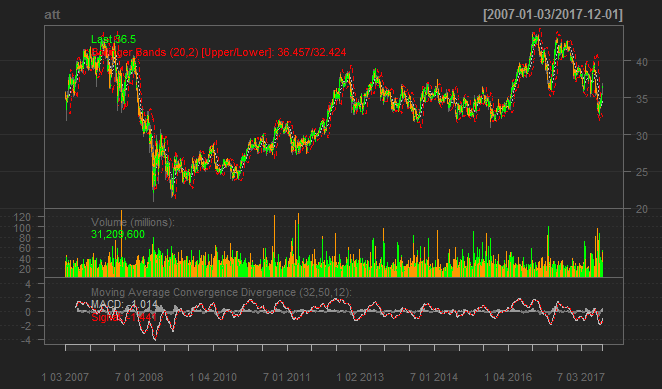 att [2007-01-03/2017-12-01]
Last 36.5
Bollinger Bands (20,2) [Upper/Lower]: 36.457/32.424
40
35
30
25
20
Volume (millions):
31,209,600
120
100
80
60
40
20
Moving Average Convergence Divergence (32,50,12):
MACD: -1.014
4
2
0
-2
-4
1 03 2007 7 01 2008 1 04 2010 7 01 2011 1 02 2013 7 01 2014 1 04 2016 7 03 2017